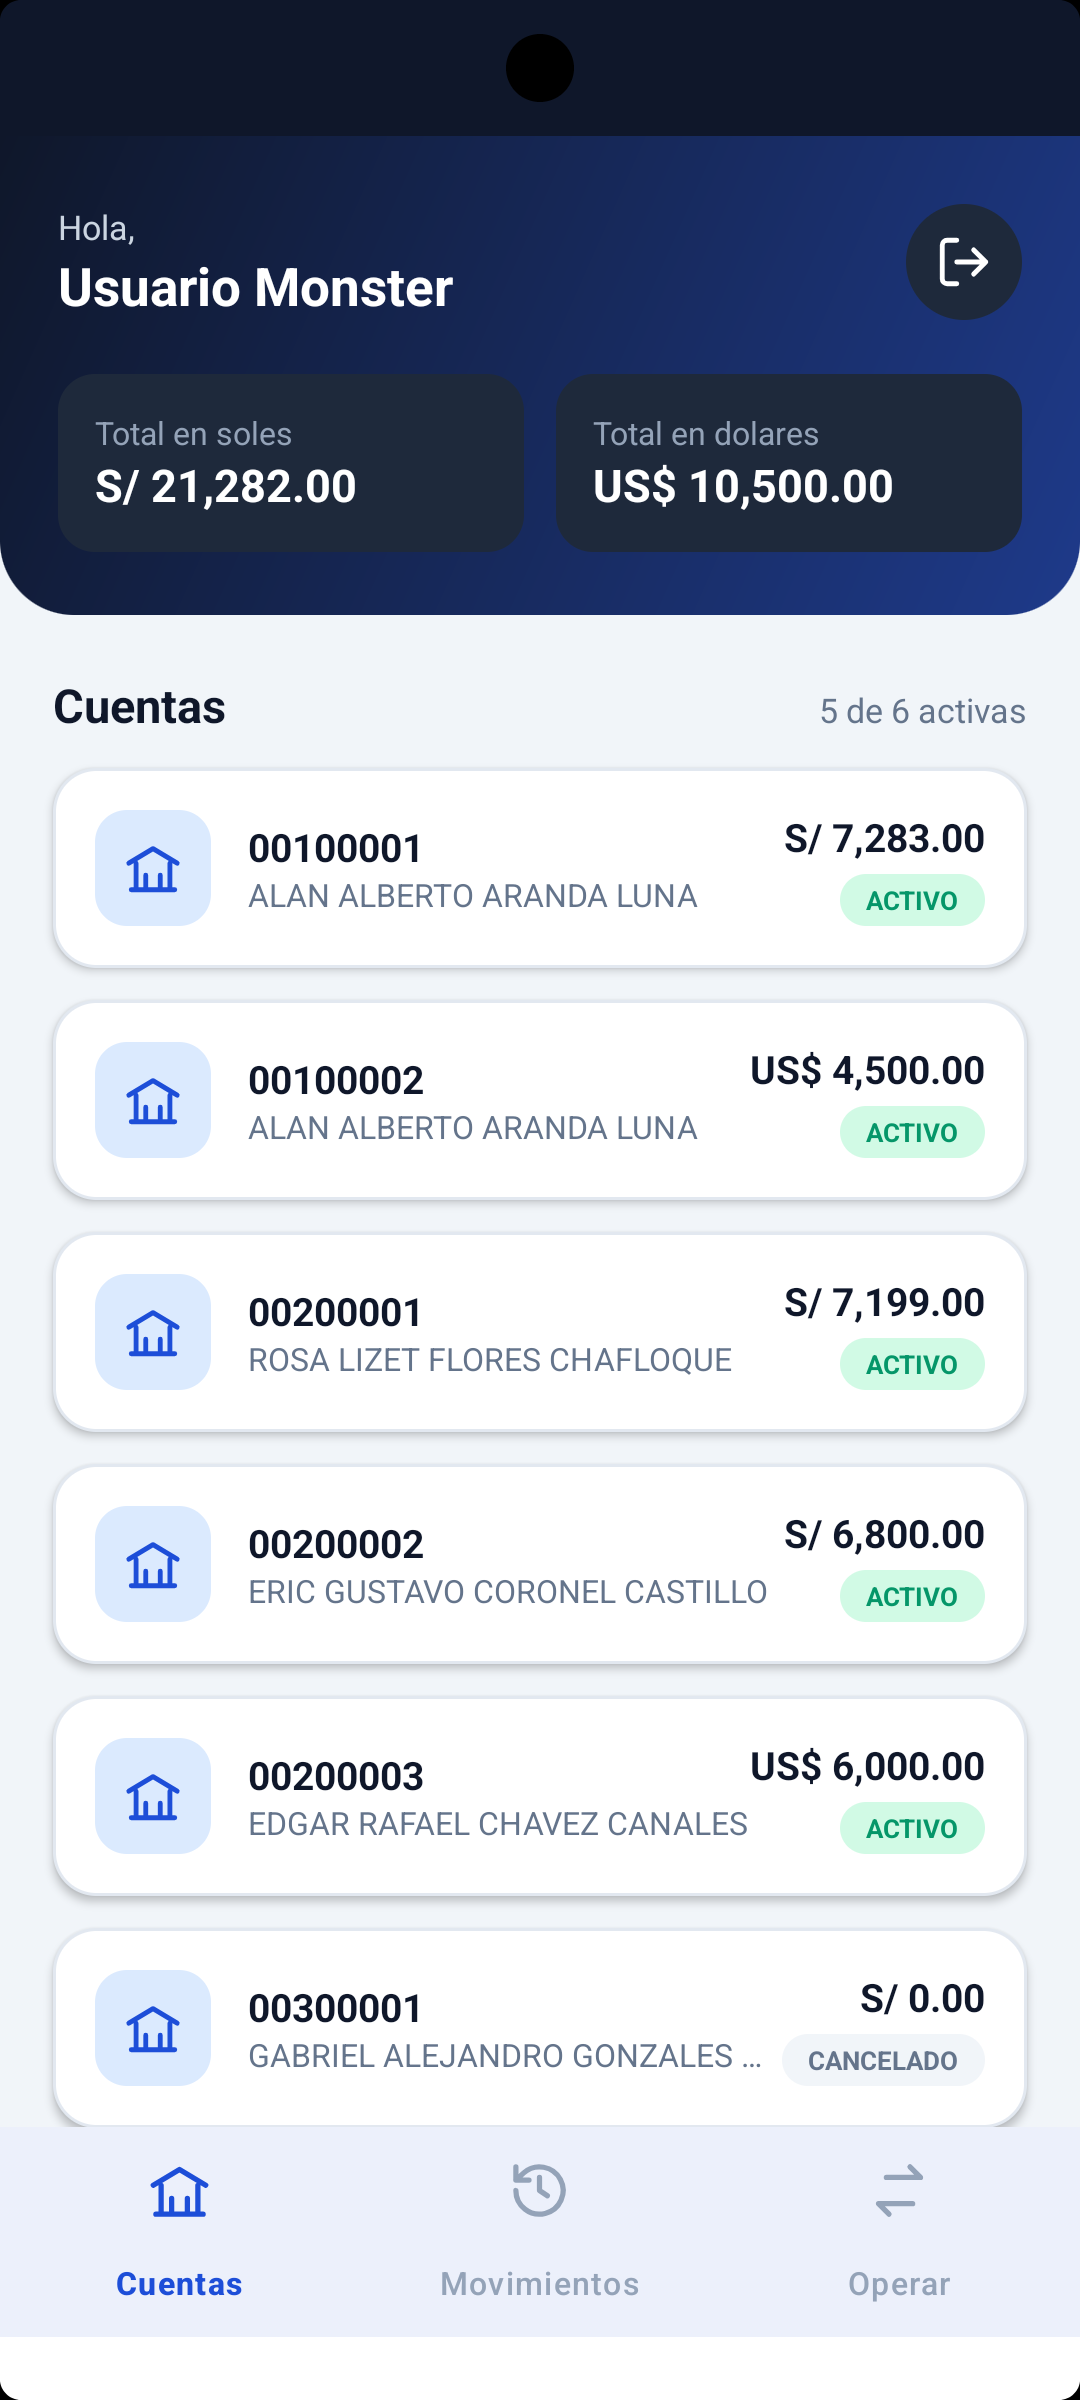 Hola,
Usuario Monster
Total en soles
S/ 21,282.00
Total en dolares
US$ 10,500.00
Cuentas
5 de 6 activas
00100001
ALAN ALBERTO ARANDA LUNA
S/ 7,283.00
ACTIVO
00100002
ALAN ALBERTO ARANDA LUNA
US$ 4,500.00
ACTIVO
00200001
ROSA LIZET FLORES CHAFLOQUE
S/ 7,199.00
ACTIVO
00200002
ERIC GUSTAVO CORONEL CASTILLO
S/ 6,800.00
ACTIVO
00200003
EDGAR RAFAEL CHAVEZ CANALES
US$ 6,000.00
ACTIVO
00300001
GABRIEL ALEJANDRO GONZALES ...
S/ 0.00
CANCELADO
Cuentas
Movimientos
Operar